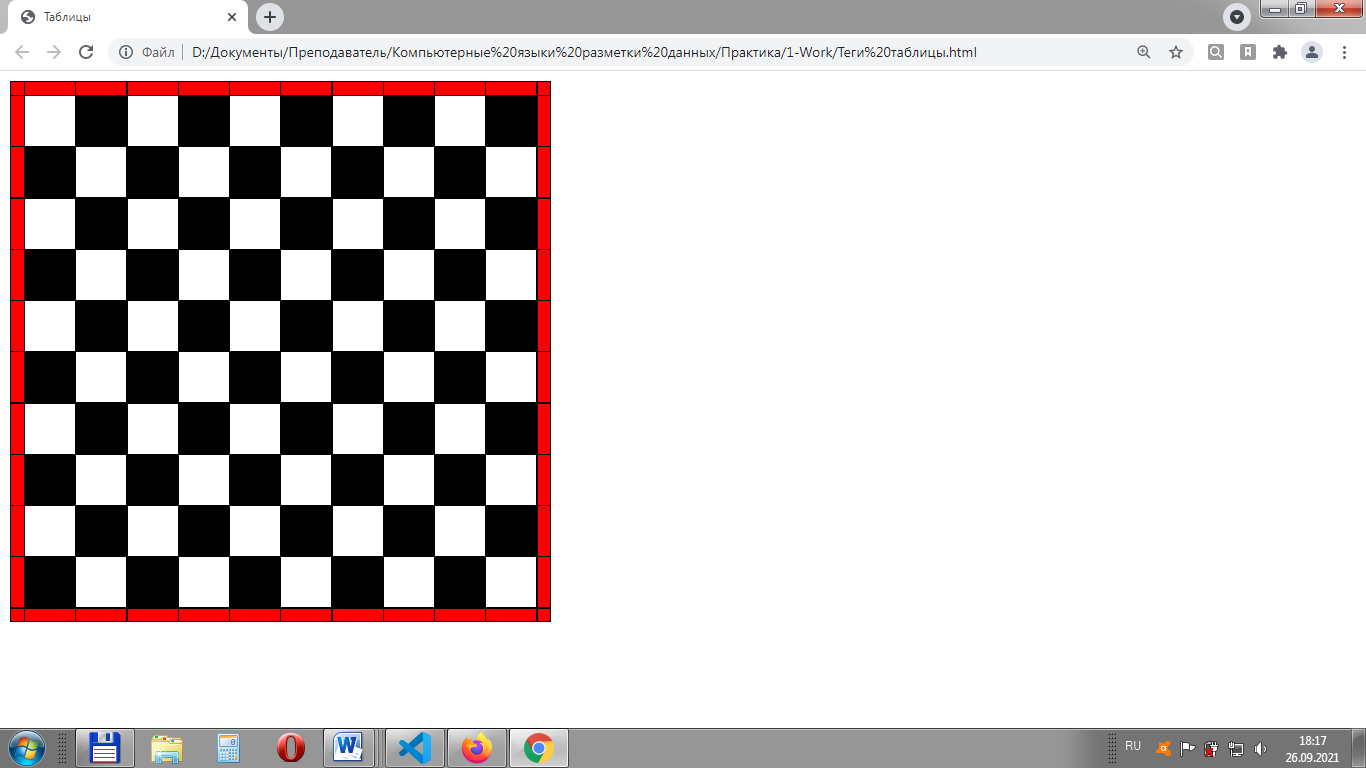 Таблицы
Файл
D:/Документы/Преподаватель/Компьютерные%20языки%20разметки%20данных/Практика/1-Work/Теги%20таблицы.html
RU
18:17
26.09.2021